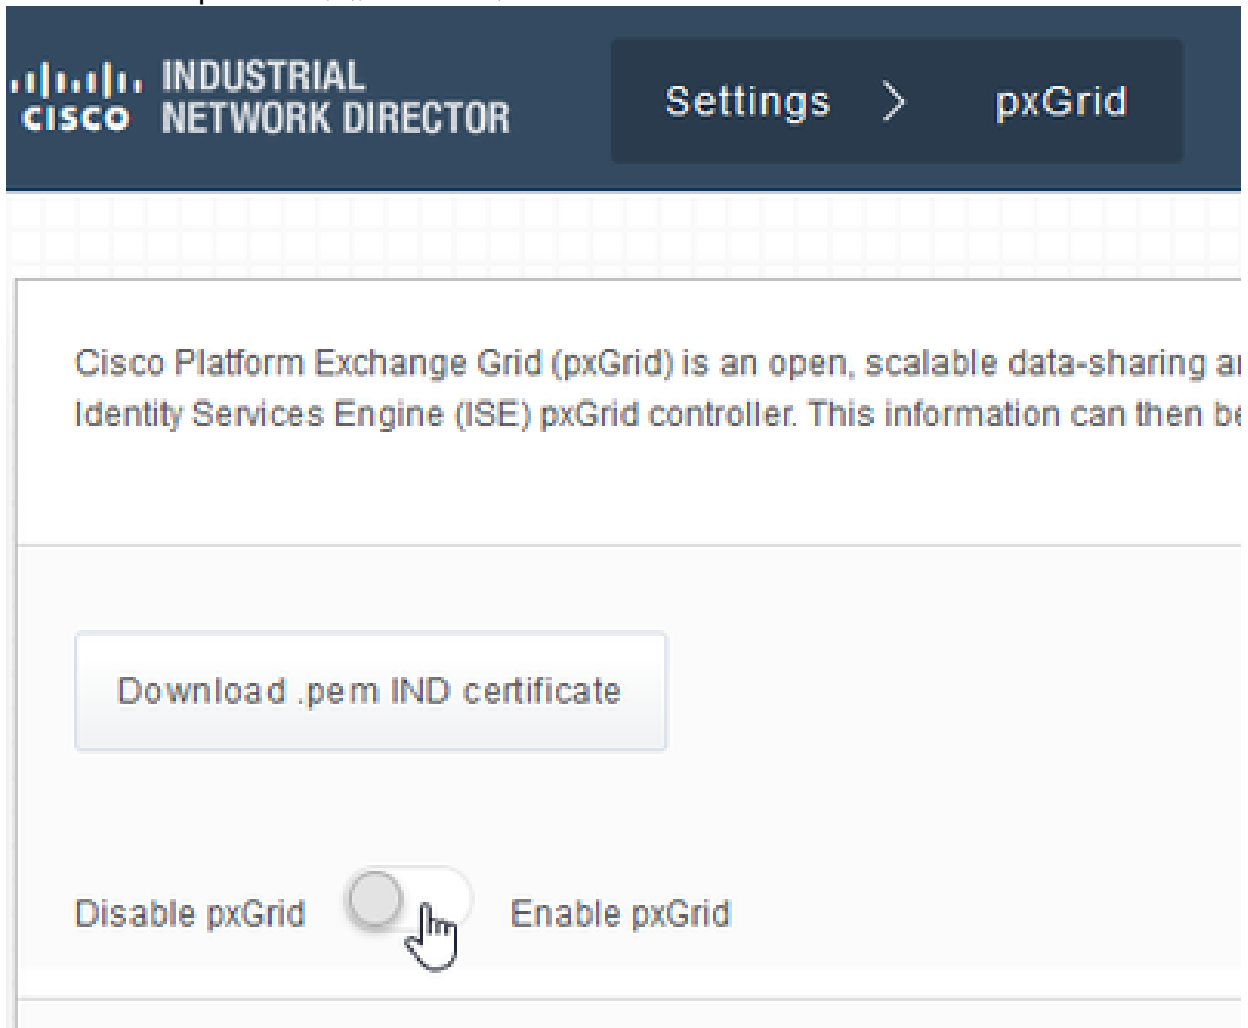 CISCO
INDUSTRIAL
NETWORK DIRECTOR
Settings > pxGrid
Cisco Platform Exchange Grid (pxGrid) is an open, scalable data-sharing
Identity Services Engine (ISE) pxGrid controller. This information can then
Download .pem IND certificate
Disable pxGrid Enable pxGrid